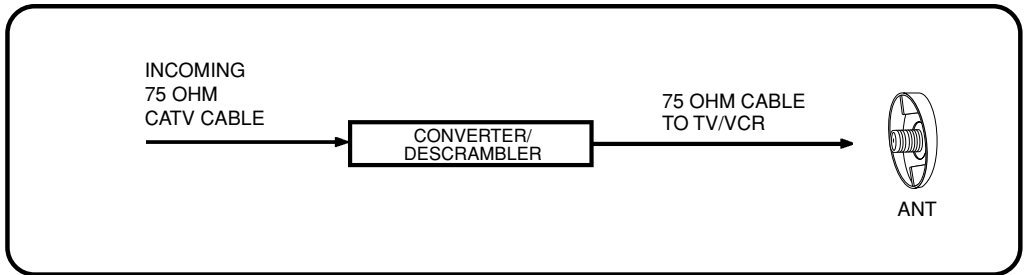 INCOMING
75 OHM
CATV CABLE
CONVERTER/
DESCRAMBLER
75 OHM CABLE
TO TV/VCR
ANT